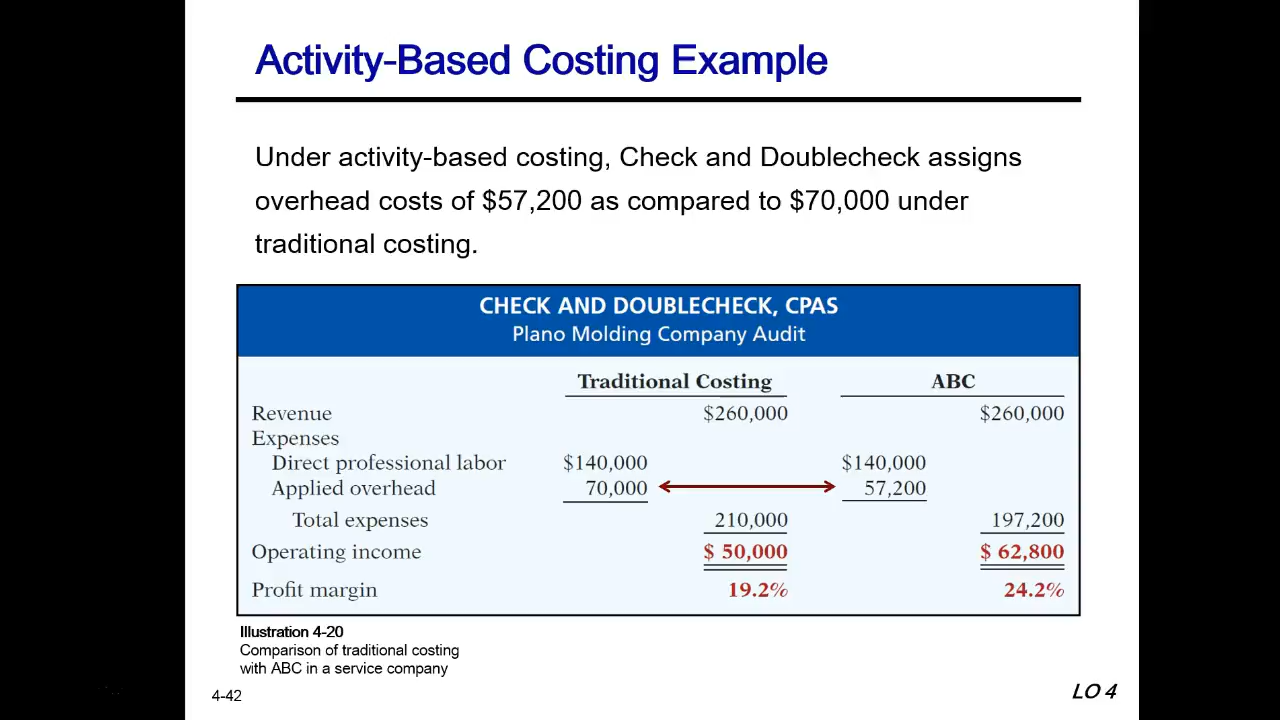 Activity-Based Costing Example
Under activity-based costing, Check and Doublecheck assigns
overhead costs of $57,200 as compared to $70,000 under
traditional costing.
CHECK AND DOUBLECHECK, CPAS
Plano Molding Company Audit
Traditional Costing ABC
Revenue $260,000 $260,000
Expenses
Direct professional labor $140,000 $140,000
Applied overhead 70,000 57,200
Total expenses 210,000 197,200
Operating income $ 50,000 $ 62,800
Profit margin 19.2% 24.2%
Illustration 4-20
Comparison of traditional costing
with ABC in a service company
4-42 LO 4